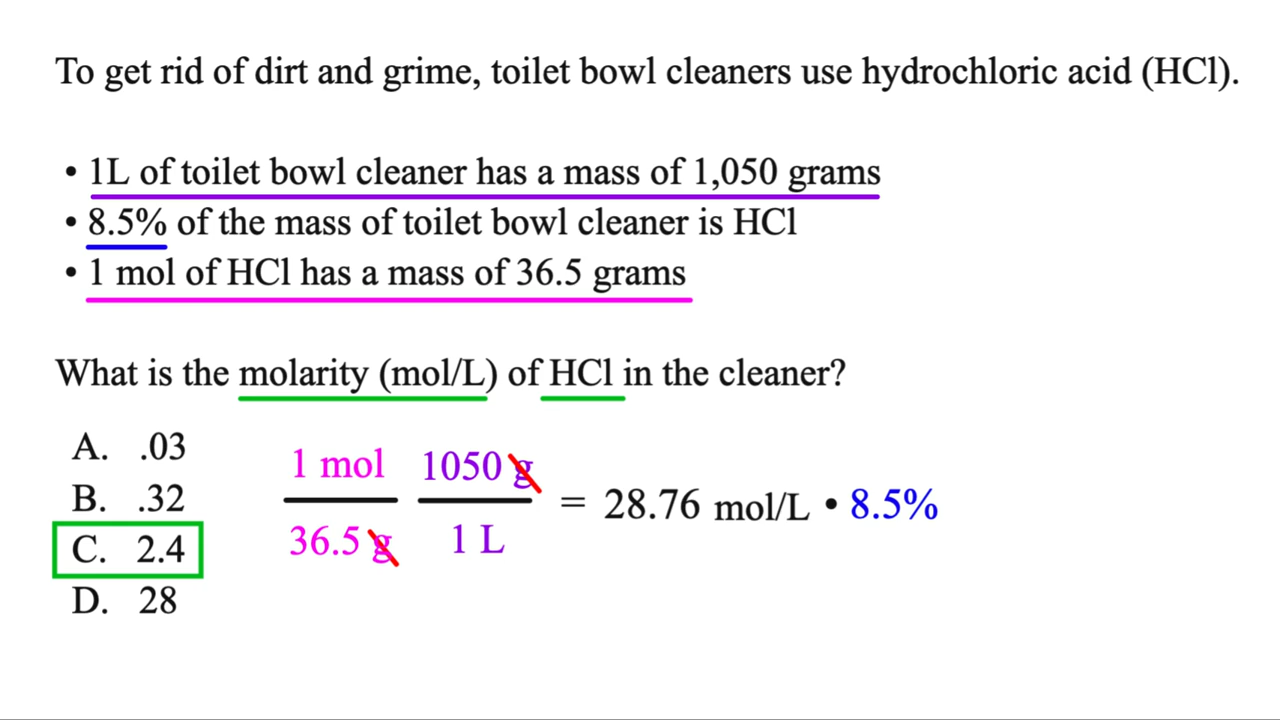 To get rid of dirt and grime, toilet bowl cleaners use hydrochloric acid (HCl).
• 1L of toilet bowl cleaner has a mass of 1,050 grams
• 8.5% of the mass of toilet bowl cleaner is HCl
• 1 mol of HCl has a mass of 36.5 grams
What is the molarity (mol/L) of HCl in the cleaner?
A. .03
B. .32
C. 2.4
D. 28
1 mol 1050 g
36.5 g 1 L
= 28.76 mol/L • 8.5%